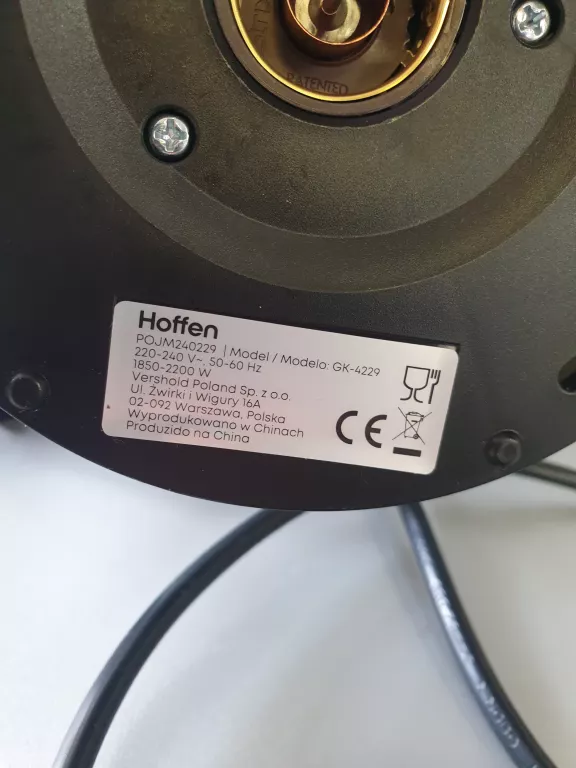 PATENTED
Hoffen
POJM240229 | Model / Modelo: GK-4229
220-240 V~, 50-60 Hz
1850-2200 W
Vershold Poland Sp. z o.o.
Ul. Żwirki i Wigury 16A
02-092 Warszawa, Polska
Wyprodukowano w Chinach
Produzido na China
CE